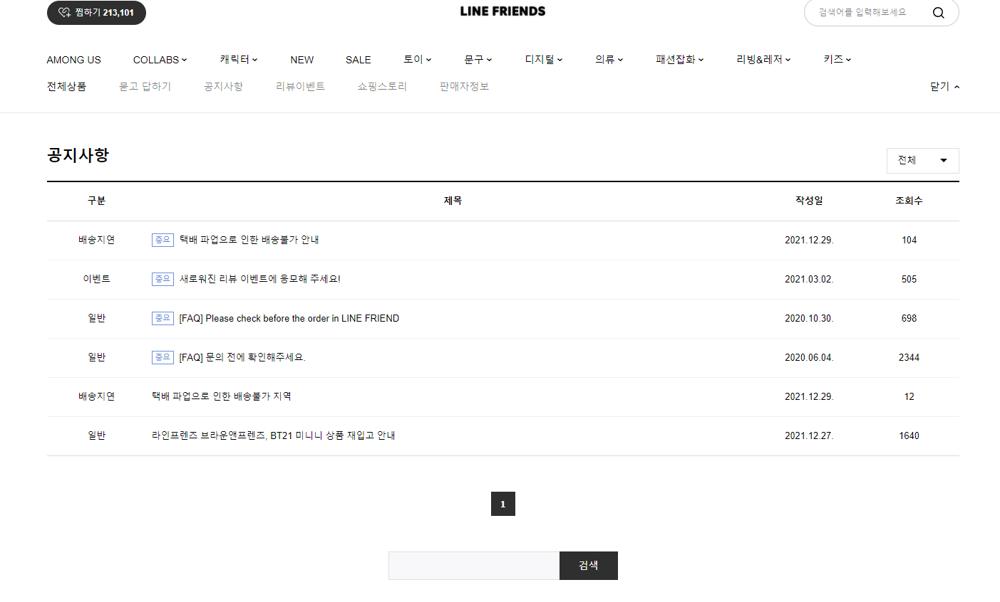 찜하기 213,101
LINE FRIENDS
검색어를 입력해보세요
AMONG US COLLABS 캐릭터 NEW SALE 토이 문구 디지털 의류 패션잡화 리빙&레저 키즈
전체상품 묻고 답하기 공지사항 리뷰이벤트 쇼핑스토리 판매자정보 닫기
공지사항
전체
구분 제목 작성일 조회수
배송지연 중요 택배 파업으로 인한 배송불가 안내 2021.12.29. 104
이벤트 중요 새로워진 리뷰 이벤트에 응모해 주세요! 2021.03.02. 505
일반 중요 [FAQ] Please check before the order in LINE FRIEND 2020.10.30. 698
일반 중요 [FAQ] 문의 전에 확인해주세요. 2020.06.04. 2344
배송지연 택배 파업으로 인한 배송불가 지역 2021.12.29. 12
일반 라인프렌즈 브라운앤프렌즈, BT21 미니니 상품 재입고 안내 2021.12.27. 1640
1
검색